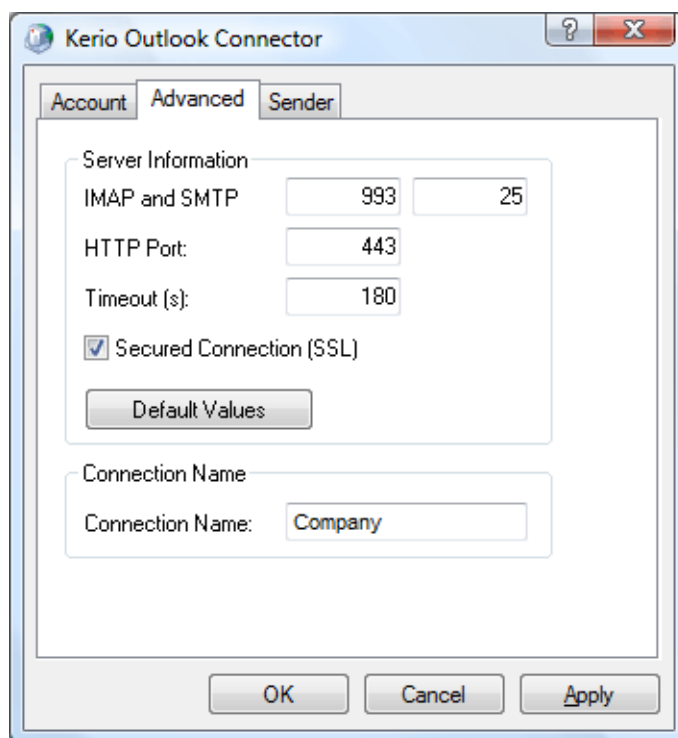 Kerio Outlook Connector
Account Advanced Sender
Server Information
IMAP and SMTP 993 25
HTTP Port: 443
Timeout (s): 180
Secured Connection (SSL)
Default Values
Connection Name
Connection Name: Company
OK Cancel Apply